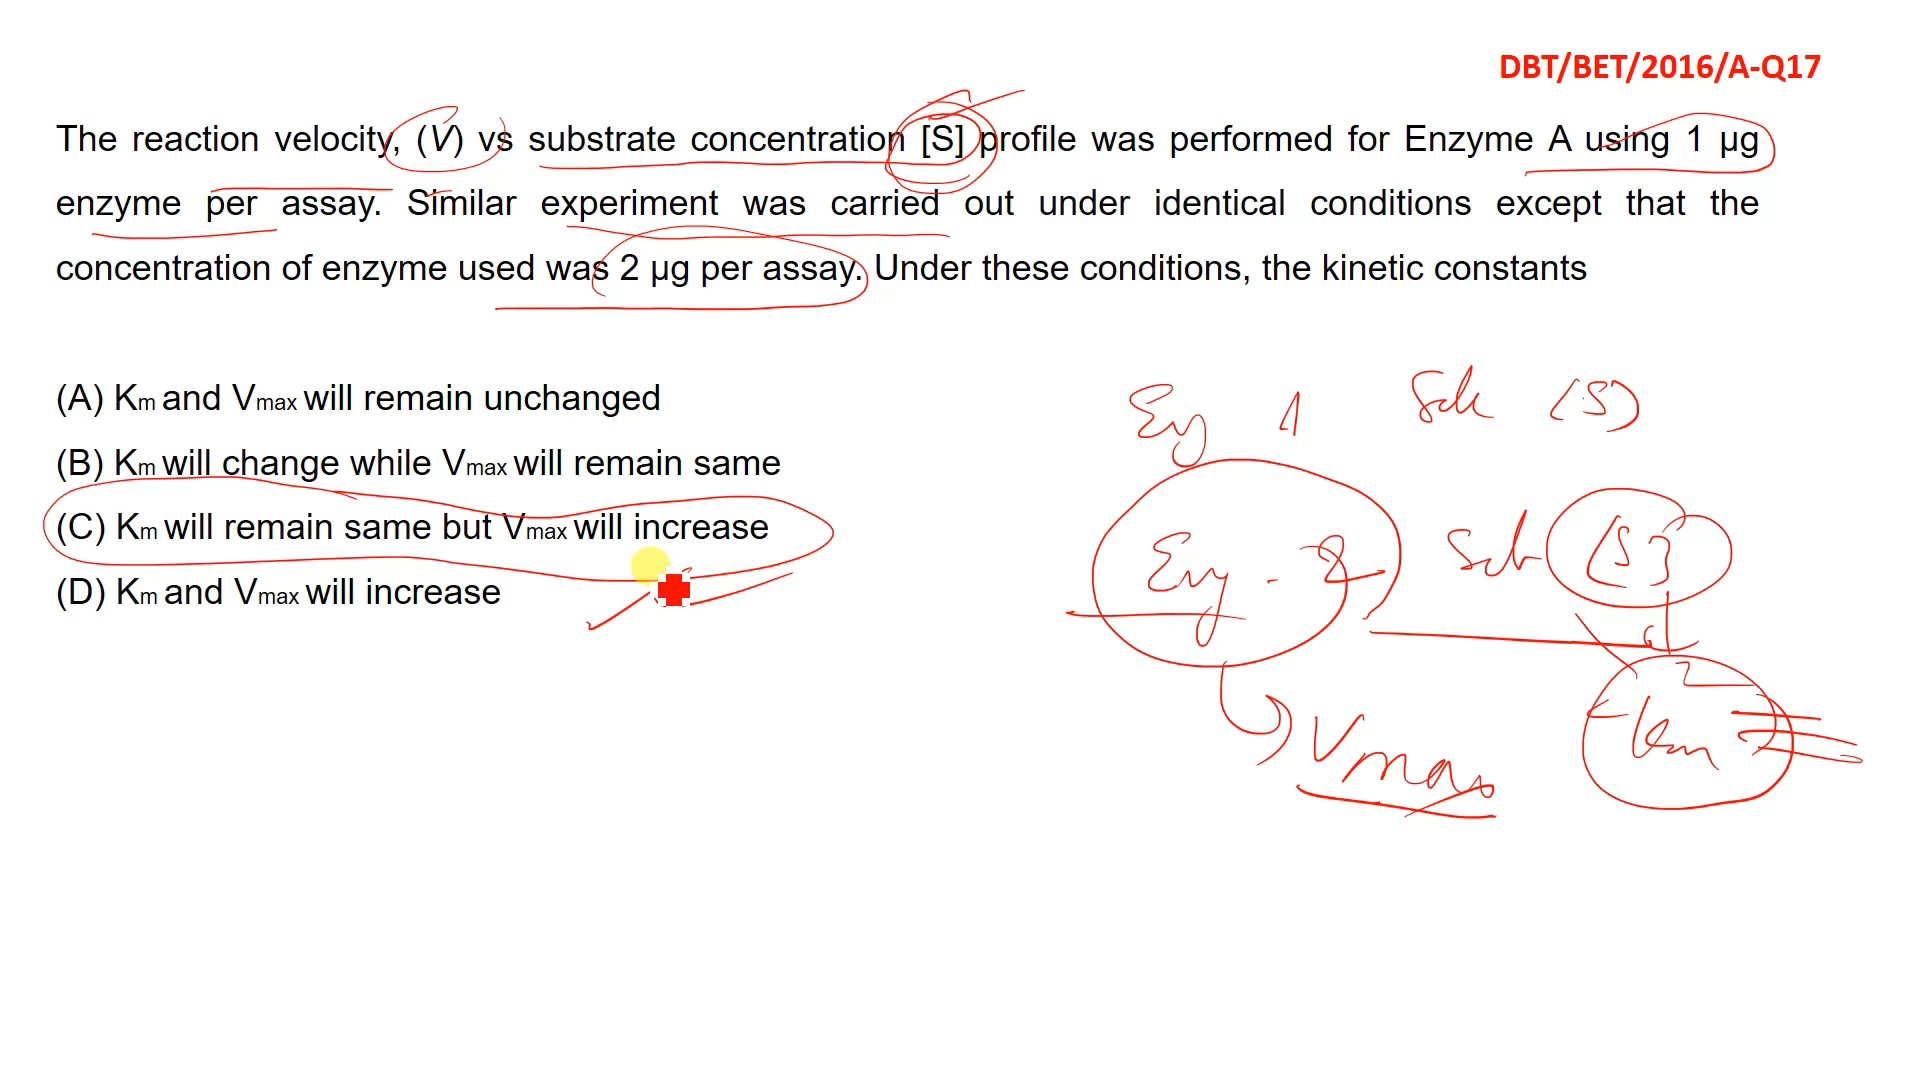 DBT/BET/2016/A-Q17
The reaction velocity, (V) vs substrate concentration [S] profile was performed for Enzyme A using 1 µg
enzyme per assay. Similar experiment was carried out under identical conditions except that the
concentration of enzyme used was 2 µg per assay. Under these conditions, the kinetic constants
(A) Km and Vmax will remain unchanged
(B) Km will change while Vmax will remain same
(C) Km will remain same but Vmax will increase
(D) Km and Vmax will increase
1 (S)
2 [S]
Vmax Km